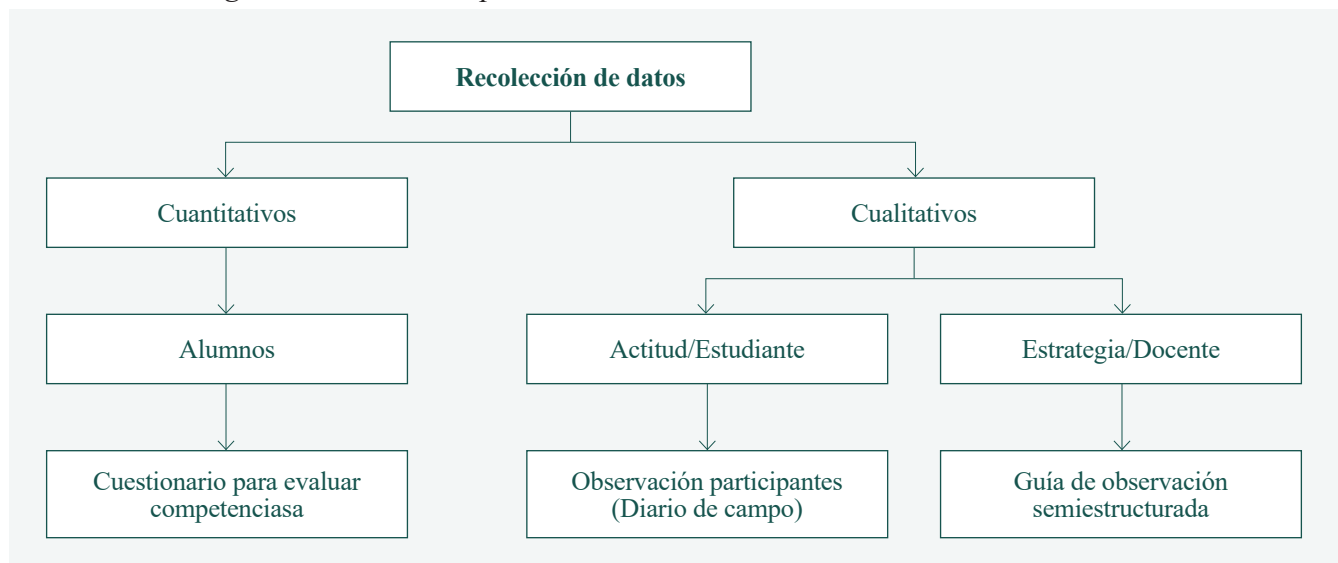 Recolección de datos
Cuantitativos
Cualitativos
Alumnos
Actitud/Estudiante
Estrategia/Docente
Cuestionario para evaluar
competenciasa
Observación participantes
(Diario de campo)
Guía de observación
semiestructurada